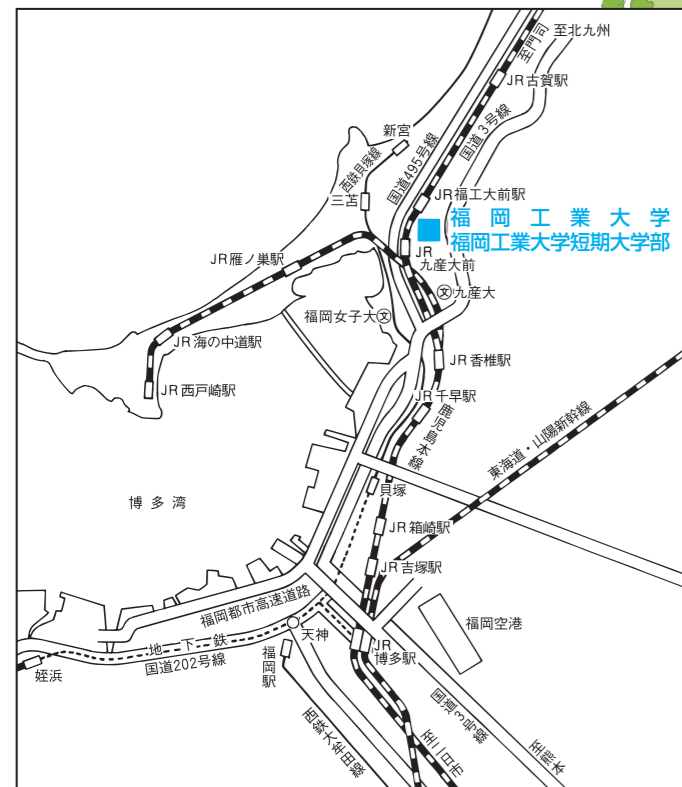 至北九州
至門司
JR古賀駅
国道3号線
新宮
西鉄貝塚線
国道495号線
三苫
JR福工大前駅
福岡工業大学
福岡工業大学短期大学部
JR
九産大前
JR雁ノ巣駅
文九産大
福岡女子大文
JR海の中道駅
JR香椎駅
JR西戸崎駅
JR千早駅
鹿児島本線
東海道・山陽新幹線
貝塚
博多湾
JR箱崎駅
JR吉塚駅
福岡都市高速道路
福岡空港
天神
地下鉄
国道202号線
姪浜
福岡駅
JR
博多駅
国道3号線
西鉄大牟田線
至二日市
至熊本